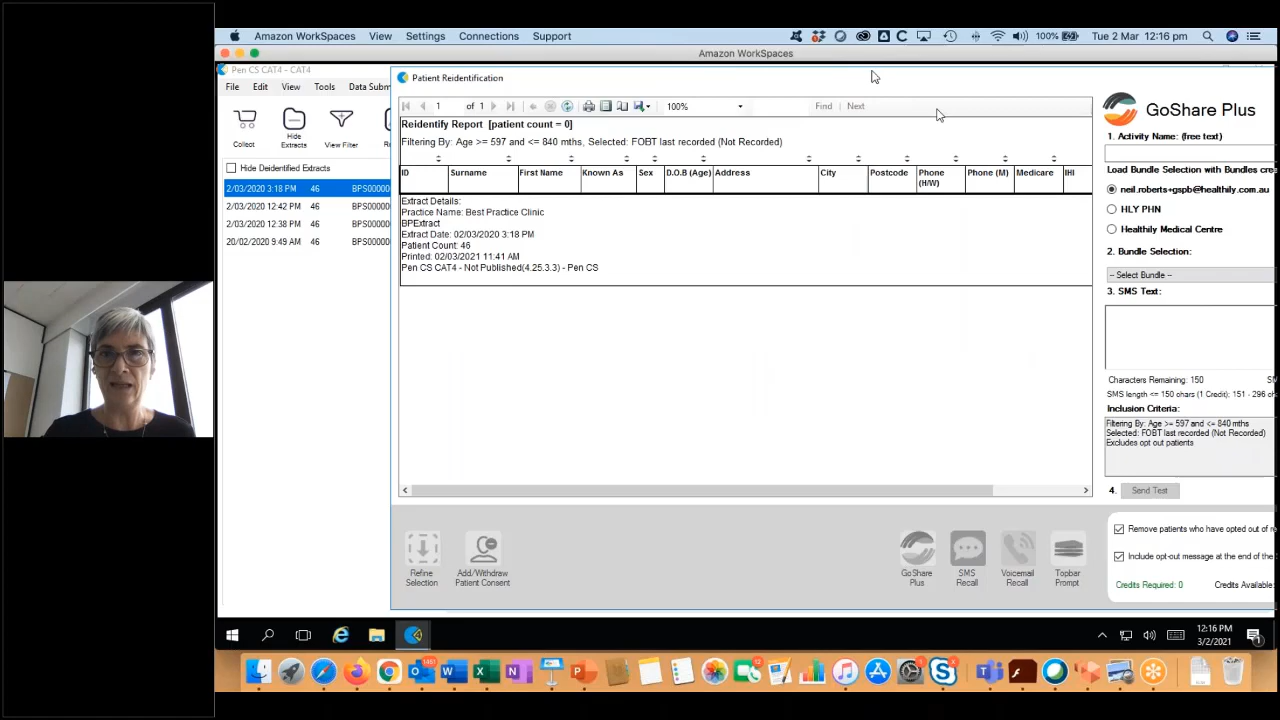 Amazon WorkSpaces View Settings Connections Support
100% Tue 2 Mar 12:16 pm
Amazon WorkSpaces
Pen CS CAT4 - CAT4
File Edit View Tools Data Subm
Collect
Hide Extracts
View Filter
Hide Deidentified Extracts
2/03/2020 3:18 PM 46 BPS00000
2/03/2020 12:42 PM 46 BPS00000
2/03/2020 12:38 PM 46 BPS00000
20/02/2020 9:49 AM 46 BPS00000
Patient Reidentification
1 of 1 100% Find | Next
Reidentify Report [patient count = 0]
Filtering By: Age >= 597 and <= 840 mths, Selected: FOBT last recorded (Not Recorded)
ID Surname First Name Known As Sex D.O.B (Age) Address City Postcode Phone (H/W) Phone (M) Medicare IHI
Extract Details:
Practice Name: Best Practice Clinic
BPExtract
Extract Date: 02/03/2020 3:18 PM
Patient Count: 46
Printed: 02/03/2021 11:41 AM
Pen CS CAT4 - Not Published(4.25.3.3) - Pen CS
Refine Selection
Add/Withdraw Patient Consent
GoShare Plus
SMS Recall
Voicemail Recall
Topbar Prompt
GoShare Plus
1. Activity Name: (free text)
Load Bundle Selection with Bundles crea
neil.roberts+gspb@healthily.com.au
HLY PHN
Healthily Medical Centre
2. Bundle Selection:
-- Select Bundle --
3. SMS Text:
Characters Remaining: 150 SM
SMS length <= 150 chars (1 Credit): 151 - 296 ch
Inclusion Criteria:
Filtering By: Age >= 597 and <= 840 mths
Selected: FOBT last recorded (Not Recorded)
Excludes opt out patients
4. Send Test
Remove patients who have opted out of re
Include opt-out message at the end of the
Credits Required: 0 Credits Available:
12:16 PM
3/2/2021